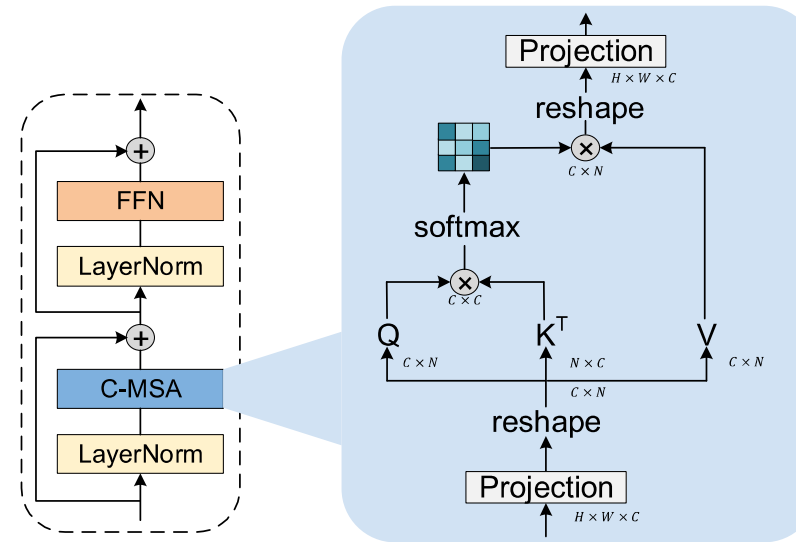 FFN
LayerNorm
C-MSA
LayerNorm
Projection
H × W × C
reshape
C × N
softmax
C × C
Q
K^T
V
C × N
N × C
C × N
C × N
reshape
Projection
H × W × C